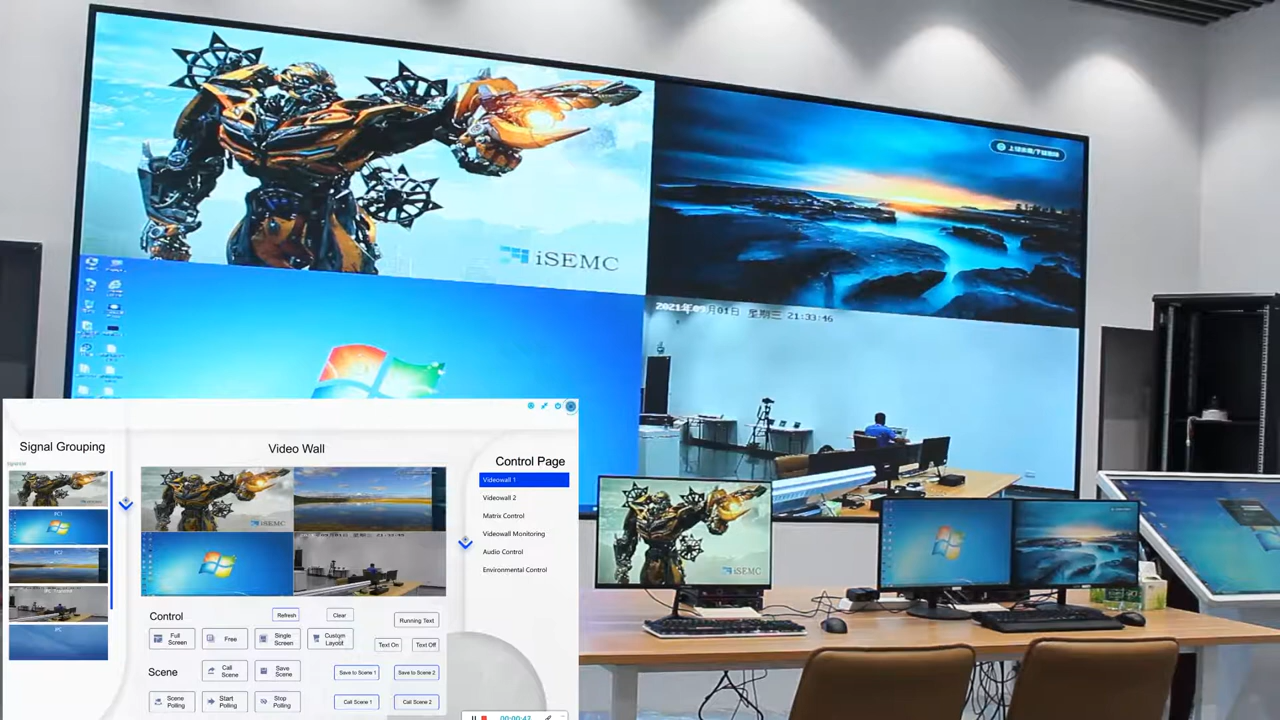 iSEMC
2021年09月01日 星期三 21:33:46
Signal Grouping
Video Wall
Control Page
Videowall 1
Videowall 2
Matrix Control
Videowall Monitoring
Audio Control
Environmental Control
PC1
PC2
iSEMC
Control
Refresh
Clear
Running Text
Full Screen
Free
Single Screen
Custom Layout
Text On
Text Off
Scene
Call Scene
Save Scene
Save to Scene 1
Save to Scene 2
Scene Polling
Start Polling
Stop Polling
Call Scene 1
Call Scene 2
00:00:47
iSEMC